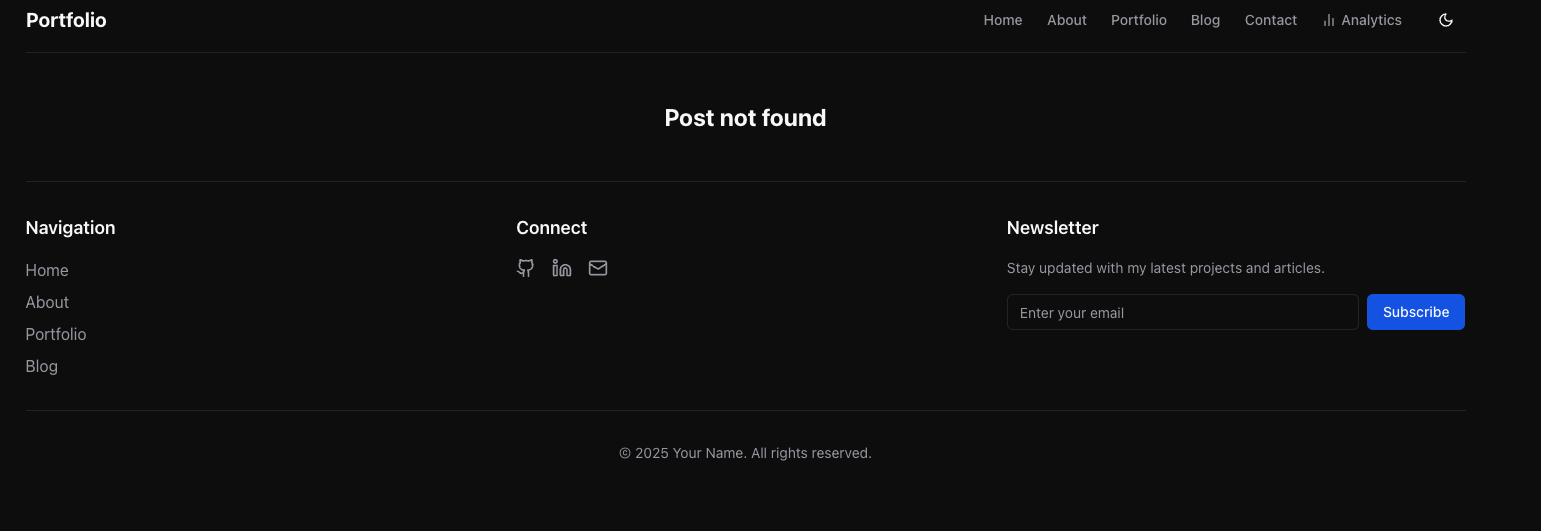 Portfolio
Home About Portfolio Blog Contact Analytics
Post not found
Navigation
Home
About
Portfolio
Blog
Connect
Newsletter
Stay updated with my latest projects and articles.
Enter your email
Subscribe
© 2025 Your Name. All rights reserved.